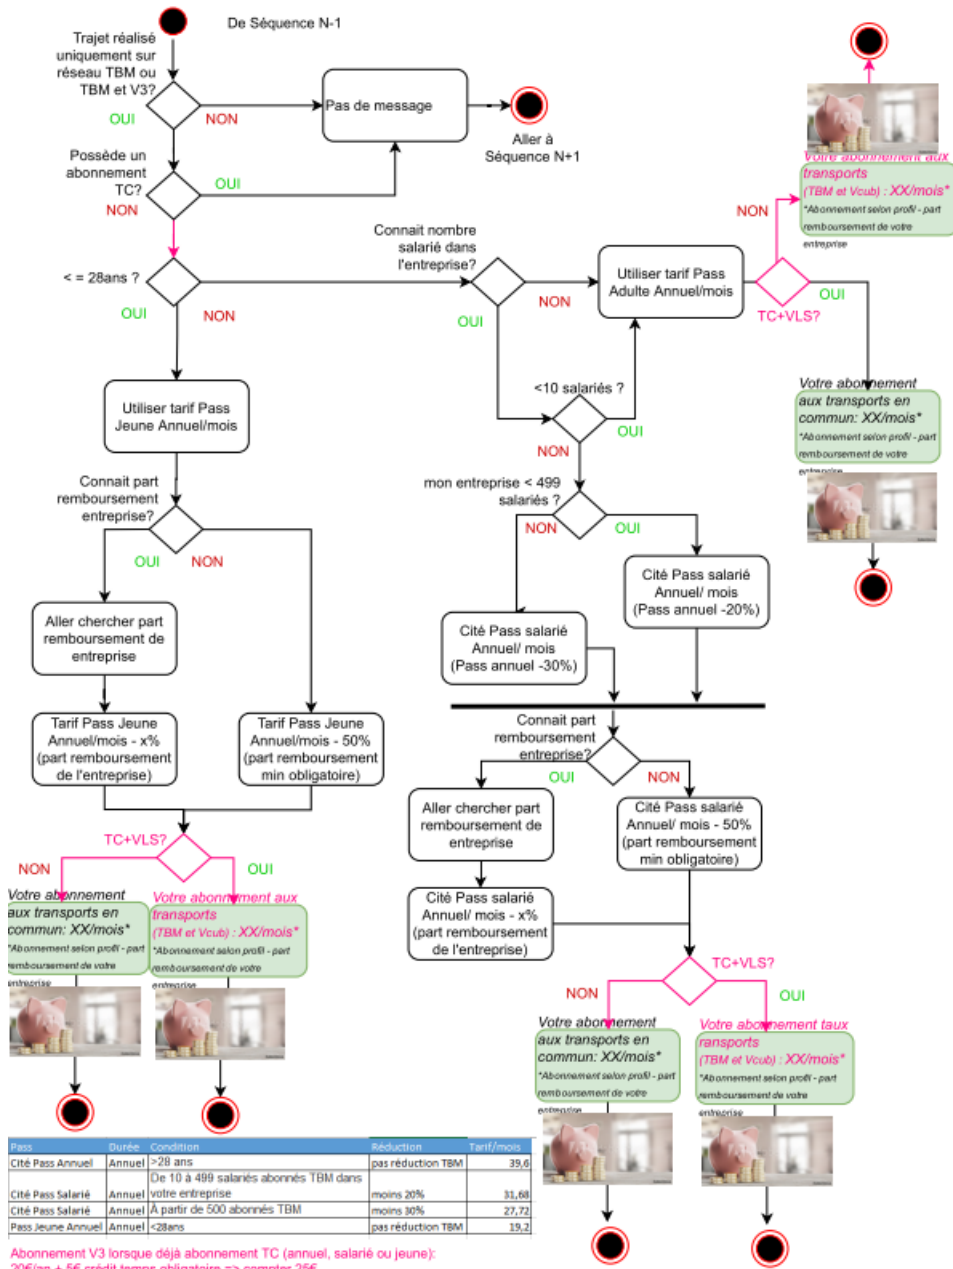 De Séquence N-1
Trajet réalisé
uniquement sur
réseau TBM ou
TBM et V3?
OUI
NON
Pas de message
Aller à
Séquence N+1
Possède un
abonnement
TC?
OUI
NON
< = 28ans ?
OUI
NON
Connait nombre
salarié dans
l'entreprise?
NON
OUI
Utiliser tarif Pass
Adulte Annuel/mois
TC+VLS?
NON
OUI
Votre abonnement aux
transports
(TBM et Vcub) : XX/mois*
*Abonnement selon profil - part
remboursement de votre
entreprise
Votre abonnement
aux transports en
commun: XX/mois*
*Abonnement selon profil - part
remboursement de votre
entreprise
<10 salariés ?
OUI
NON
mon entreprise < 499
salariés ?
NON
OUI
Cité Pass salarié
Annuel/ mois
(Pass annuel -20%)
Cité Pass salarié
Annuel/ mois
(Pass annuel -30%)
Utiliser tarif Pass
Jeune Annuel/mois
Connait part
remboursement
entreprise?
OUI
NON
Aller chercher part
remboursement de
entreprise
Tarif Pass Jeune
Annuel/mois - x%
(part remboursement
de l'entreprise)
Tarif Pass Jeune
Annuel/mois - 50%
(part remboursement
min obligatoire)
TC+VLS?
NON
OUI
Votre abonnement
aux transports en
commun: XX/mois*
*Abonnement selon profil - part
remboursement de votre
entreprise
Votre abonnement aux
transports
(TBM et Vcub) : XX/mois*
*Abonnement selon profil - part
remboursement de votre
entreprise
Connait part
remboursement
entreprise?
OUI
NON
Aller chercher part
remboursement de
entreprise
Cité Pass salarié
Annuel/ mois - 50%
(part remboursement
min obligatoire)
Cité Pass salarié
Annuel/ mois - x%
(part remboursement
de l'entreprise)
TC+VLS?
NON
OUI
Votre abonnement
aux transports en
commun: XX/mois*
*Abonnement selon profil - part
remboursement de votre
entreprise
Votre abonnement taux
ransports
(TBM et Vcub) : XX/mois*
*Abonnement selon profil - part
remboursement de votre
entreprise
Pass Durée Condition Réduction Tarif/mois
Cité Pass Annuel Annuel >28 ans pas réduction TBM 39,6
De 10 à 499 salariés abonnés TBM dans
Cité Pass Salarié Annuel votre entreprise moins 20% 31,68
Cité Pass Salarié Annuel À partir de 500 abonnés TBM moins 30% 27,72
Pass Jeune Annuel Annuel <28ans pas réduction TBM 19,2
Abonnement V3 lorsque déjà abonnement TC (annuel, salarié ou jeune):
20€/an + 5€ crédit temps obligatoire => compter 25€